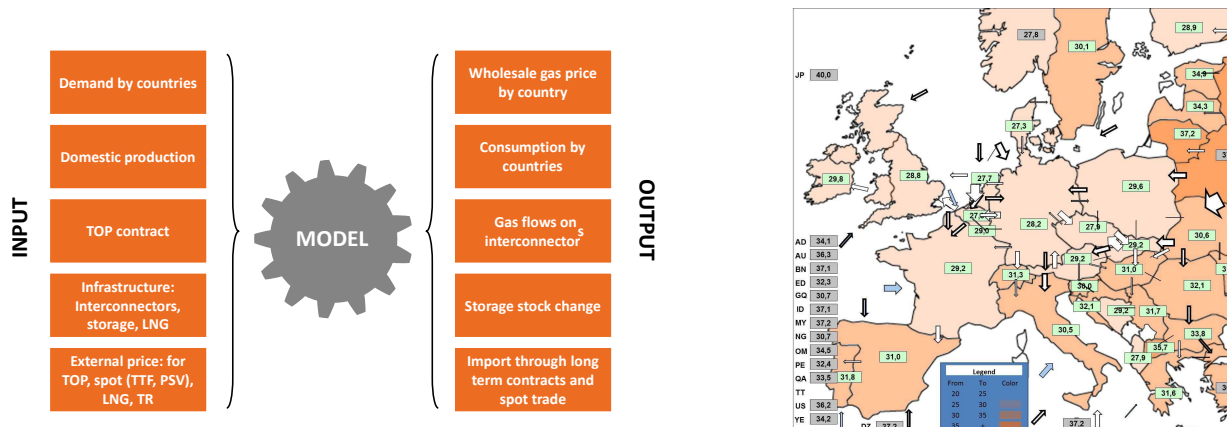 INPUT
Demand by countries
Domestic production
TOP contract
Infrastructure:
Interconnectors,
storage, LNG
External price: for
TOP, spot (TTF, PSV),
LNG, TR
MODEL
Wholesale gas price
by country
Consumption by
countries
Gas flows on
interconnectors
Storage stock change
Import through long
term contracts and
spot trade
OUTPUT
27,8
28,9
30,1
JP 40,0
34,9
34,3
27,3
37,2
29,8
28,8
27,7
29,6
29,0
28,2
27,9
30,6
29,2
AD 34,1
AU 36,3
BN 37,1
ED 32,3
GQ 30,7
ID 37,1
MY 37,2
NG 30,7
OM 34,5
PE 32,4
QA 33,5
TT
US 36,2
YE 34,2
29,2
29,2
31,3
31,0
32,1
30,0
32,1
29,2
31,7
30,5
33,8
31,0
35,7
27,9
31,8
31,6
Legend
From To Color
20 25
25 30
30 35
35
DZ 37,2
37,2